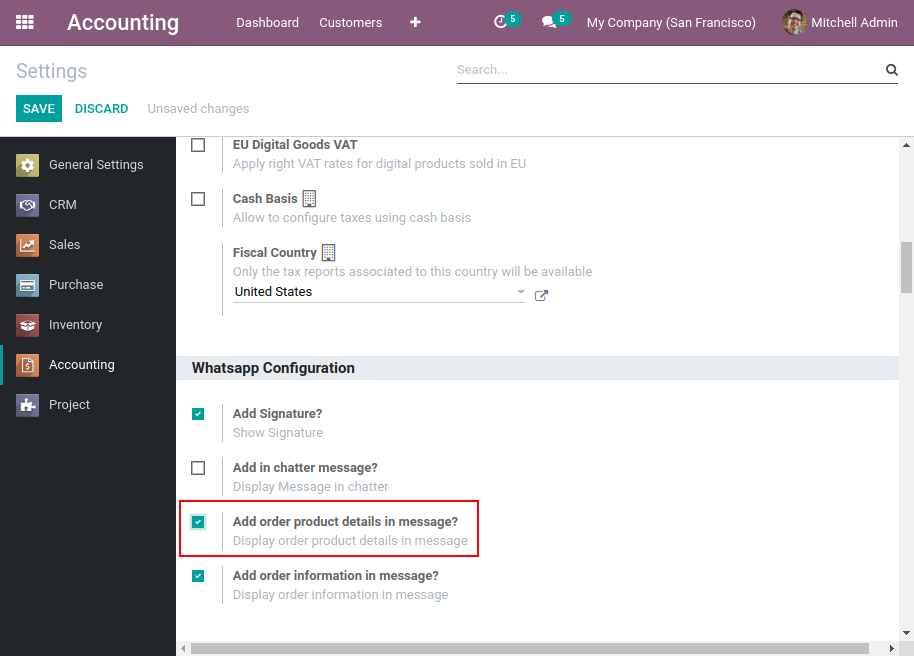 Accounting Dashboard Customers + 5 5 My Company (San Francisco) Mitchell Admin
Settings Search...
SAVE DISCARD Unsaved changes
General Settings
CRM
Sales
Purchase
Inventory
Accounting
Project
EU Digital Goods VAT
Apply right VAT rates for digital products sold in EU
Cash Basis
Allow to configure taxes using cash basis
Fiscal Country
Only the tax reports associated to this country will be available
United States
Whatsapp Configuration
Add Signature?
Show Signature
Add in chatter message?
Display Message in chatter
Add order product details in message?
Display order product details in message
Add order information in message?
Display order information in message